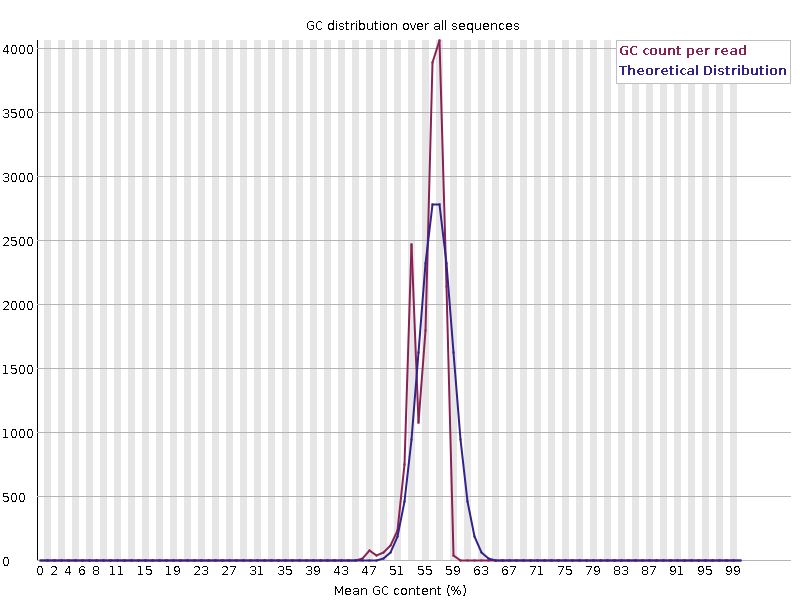 GC distribution over all sequences
GC count per read
Theoretical Distribution
4000
3500
3000
2500
2000
1500
1000
500
0
0 2 4 6 8 11 15 19 23 27 31 35 39 43 47 51 55 59 63 67 71 75 79 83 87 91 95 99
Mean GC content (%)